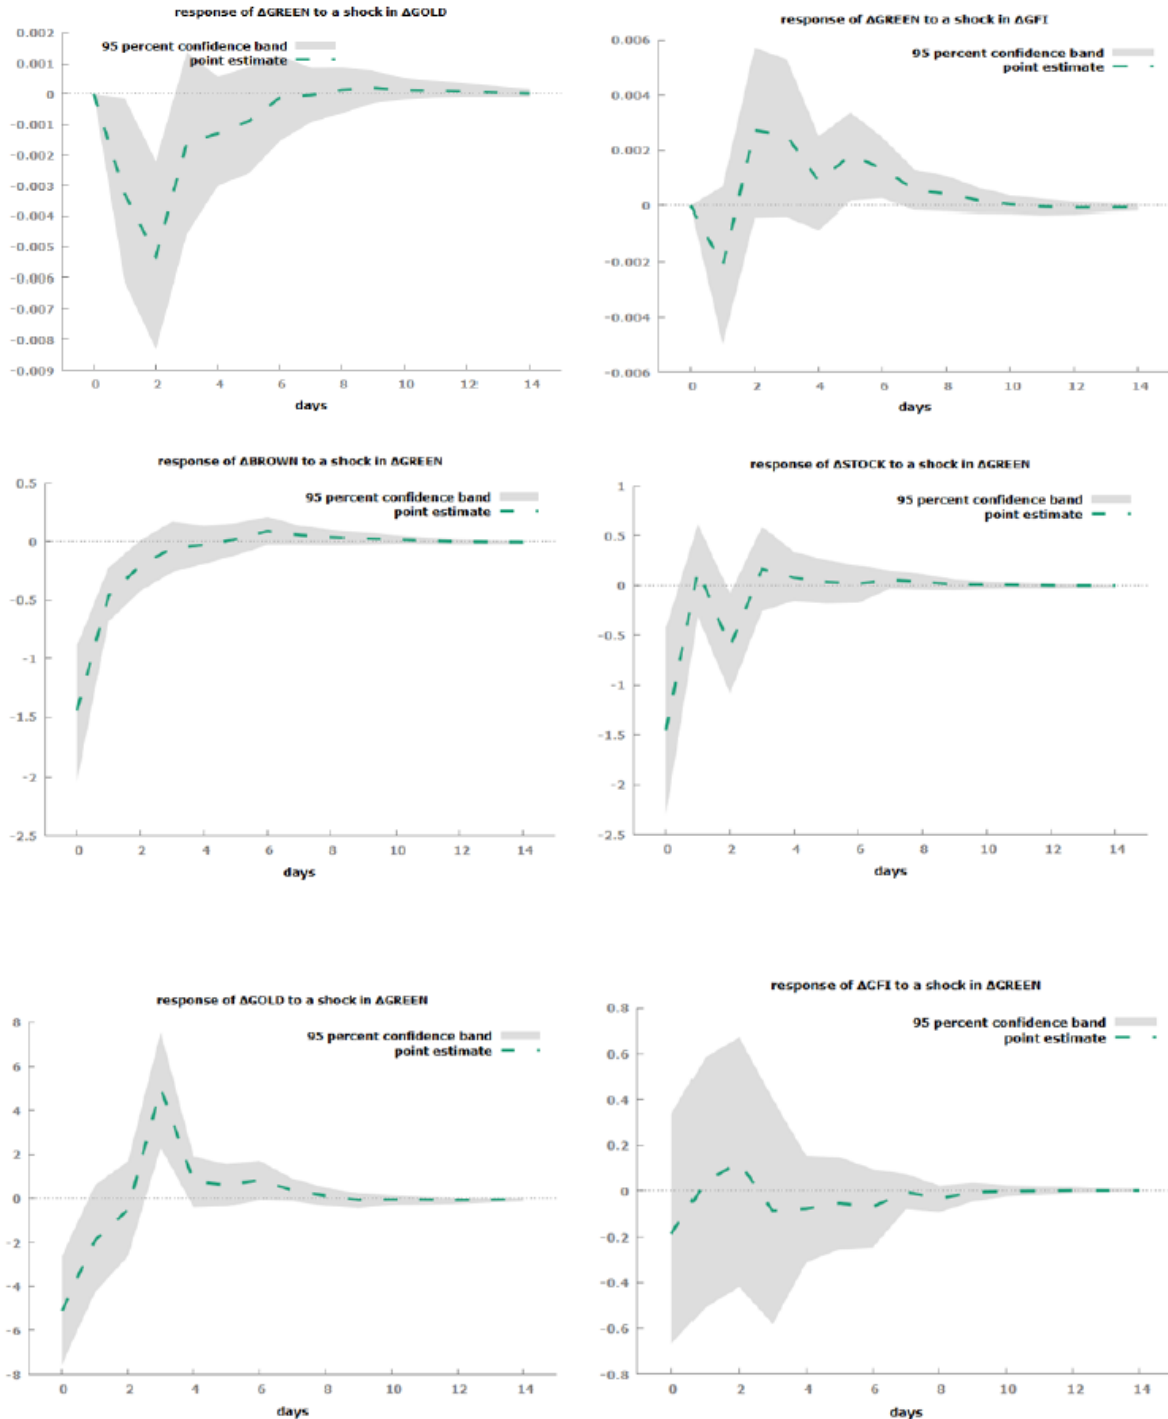 response of ΔGREEN to a shock in ΔGOLD
95 percent confidence band
point estimate
0.002
0.001
0
-0.001
-0.002
-0.003
-0.004
-0.005
-0.006
-0.007
-0.008
-0.009
0 2 4 6 8 10 12 14
days
response of ΔGREEN to a shock in ΔGFI
95 percent confidence band
point estimate
0.006
0.004
0.002
0
-0.002
-0.004
-0.006
0 2 4 6 8 10 12 14
days
response of ΔBROWN to a shock in ΔGREEN
95 percent confidence band
point estimate
0.5
0
-0.5
-1
-1.5
-2
-2.5
0 2 4 6 8 10 12 14
days
response of ΔSTOCK to a shock in ΔGREEN
95 percent confidence band
point estimate
1
0.5
0
-0.5
-1
-1.5
-2
-2.5
0 2 4 6 8 10 12 14
days
response of ΔGOLD to a shock in ΔGREEN
95 percent confidence band
point estimate
8
6
4
2
0
-2
-4
-6
-8
0 2 4 6 8 10 12 14
days
response of ΔGFI to a shock in ΔGREEN
95 percent confidence band
point estimate
0.8
0.6
0.4
0.2
0
-0.2
-0.4
-0.6
-0.8
0 2 4 6 8 10 12 14
days